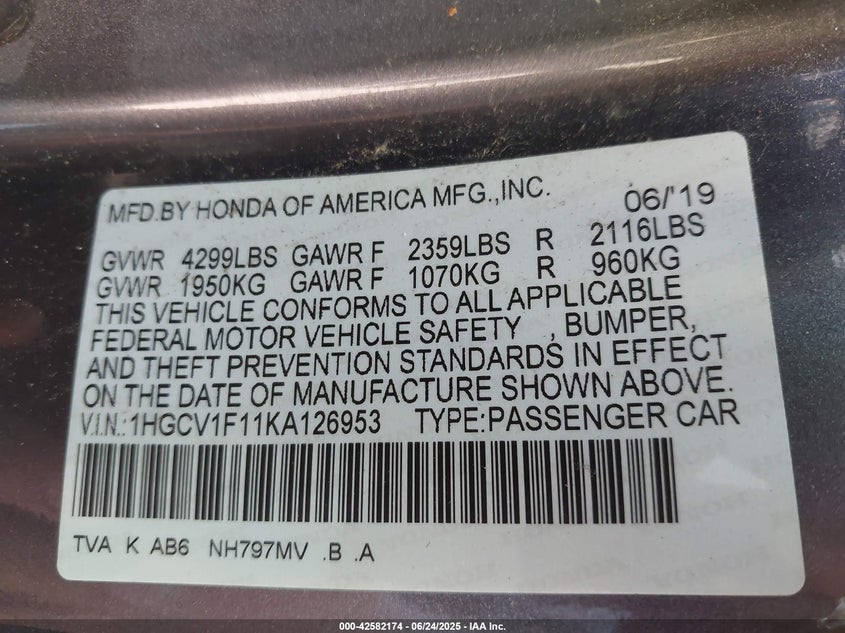 MFD.BY HONDA OF AMERICA MFG.,INC. 06/'19
GVWR 4299LBS GAWR F 2359LBS R 2116LBS
GVWR 1950KG GAWR F 1070KG R 960KG
THIS VEHICLE CONFORMS TO ALL APPLICABLE
FEDERAL MOTOR VEHICLE SAFETY , BUMPER,
AND THEFT PREVENTION STANDARDS IN EFFECT
ON THE DATE OF MANUFACTURE SHOWN ABOVE.
V.I.N.:1HGCV1F11KA126953 TYPE:PASSENGER CAR
TVA K AB6 NH797MV .B .A
000-42582174 - 06/24/2025 - IAA Inc.